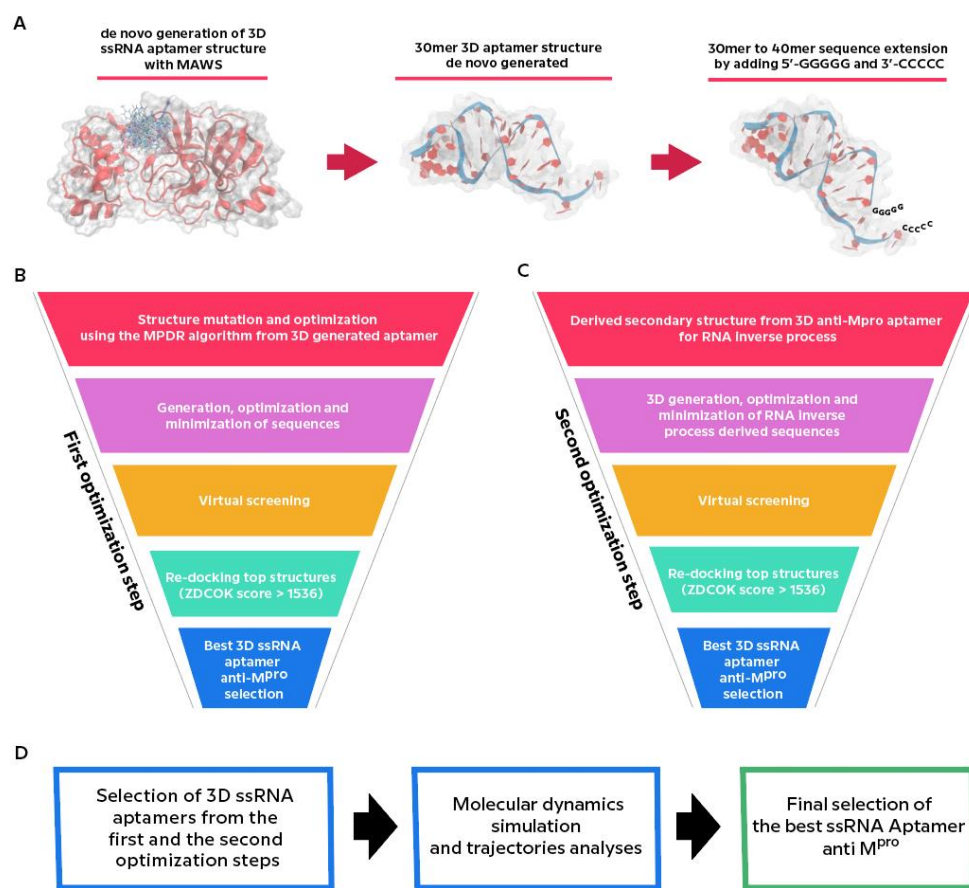 A
de novo generation of 3D
ssRNA aptamer structure
with MAWS
30mer 3D aptamer structure
de novo generated
30mer to 40mer sequence extension
by adding 5'-GGGGG and 3'-CCCCC
GGGGG
CCCCC
B
Structure mutation and optimization
using the MPDR algorithm from 3D generated aptamer
Generation, optimization and
minimization of sequences
Virtual screening
Re-docking top structures
(ZDCOK score > 1536)
Best 3D ssRNA
aptamer
anti-Mpro
selection
First optimization step
C
Derived secondary structure from 3D anti-Mpro aptamer
for RNA inverse process
3D generation, optimization and
minimization of RNA inverse
process derived sequences
Virtual screening
Re-docking top structures
(ZDCOK score > 1536)
Best 3D ssRNA
aptamer
anti-Mpro
selection
Second optimization step
D
Selection of 3D ssRNA
aptamers from the
first and the second
optimization steps
Molecular dynamics
simulation
and trajectories analyses
Final selection of
the best ssRNA Aptamer
anti Mpro